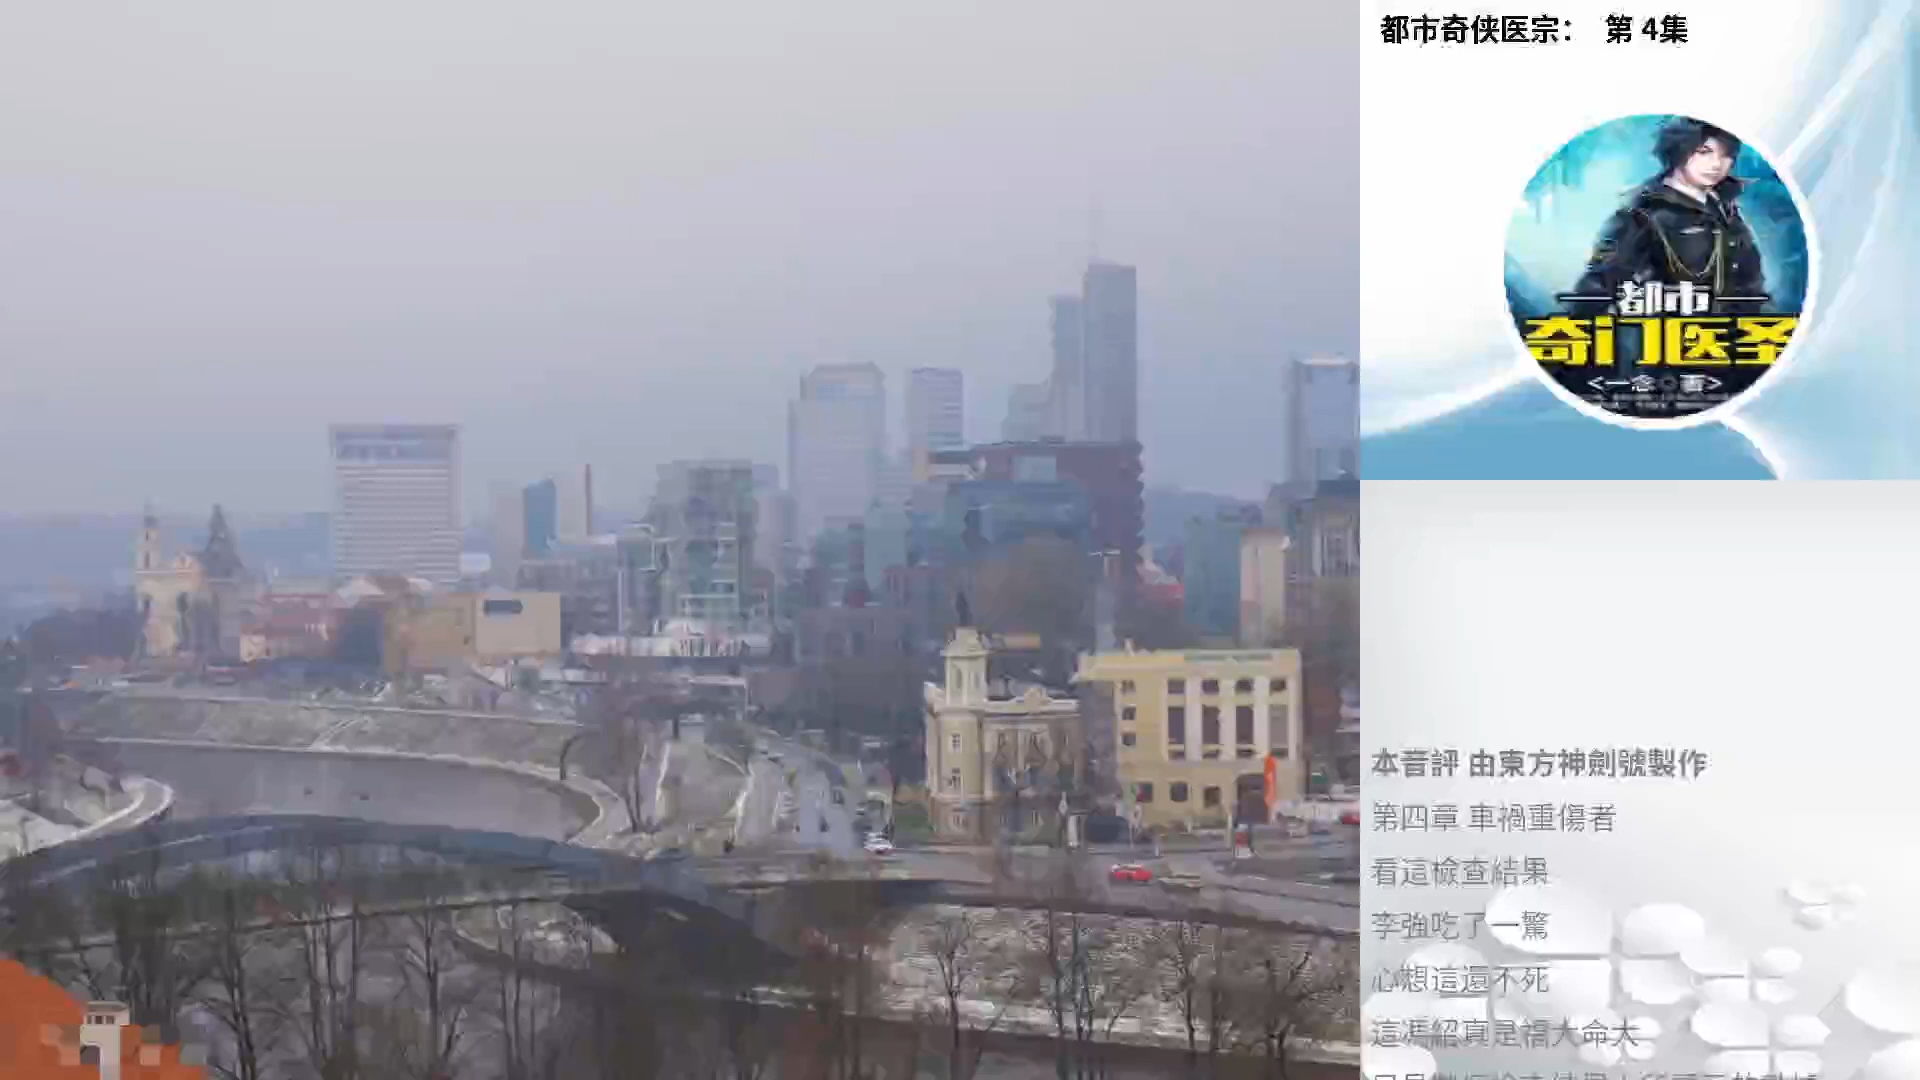 都市奇侠医宗： 第 4集
都市
奇门医圣
本音評 由東方神劍號製作
第四章 車禍重傷者
看這檢查結果
李強吃了一驚
心想這還不死
這馮紹真是福大命大